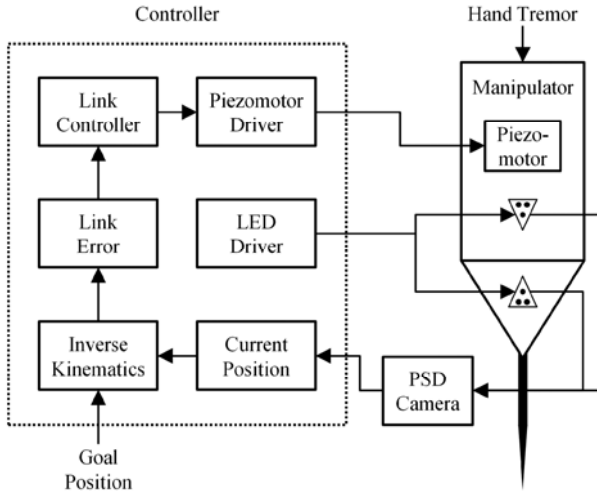 Controller
Hand Tremor
Link
Controller
Piezomotor
Driver
Manipulator
Piezo-
motor
Link
Error
LED
Driver
Inverse
Kinematics
Current
Position
PSD
Camera
Goal
Position